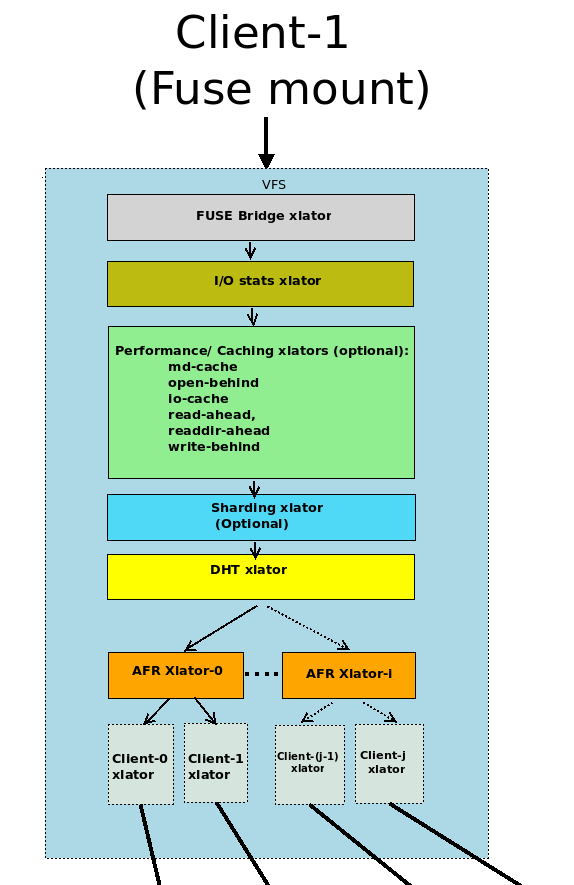 Client-1
(Fuse mount)
VFS
FUSE Bridge xlator
I/O stats xlator
Performance/ Caching xlators (optional):
md-cache
open-behind
io-cache
read-ahead,
readdir-ahead
write-behind
Sharding xlator
(Optional)
DHT xlator
AFR Xlator-0
AFR Xlator-i
Client-0
xlator
Client-1
xlator
Client-(j-1)
xlator
Client-j
xlator